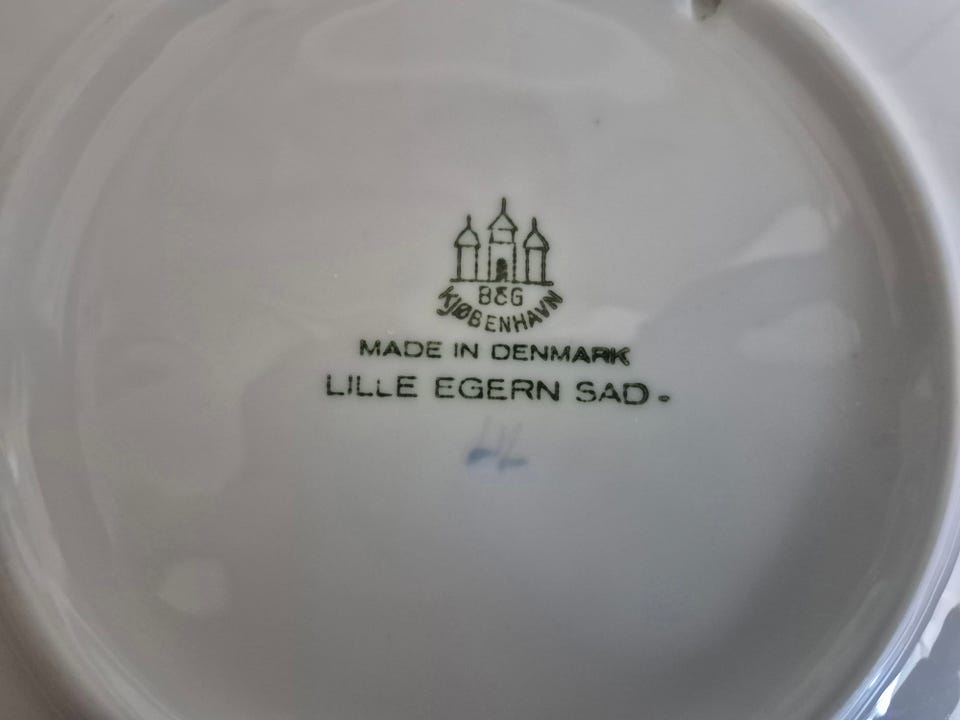 B&G
KJØBENHAVN
MADE IN DENMARK
LILLE EGERN SAD.